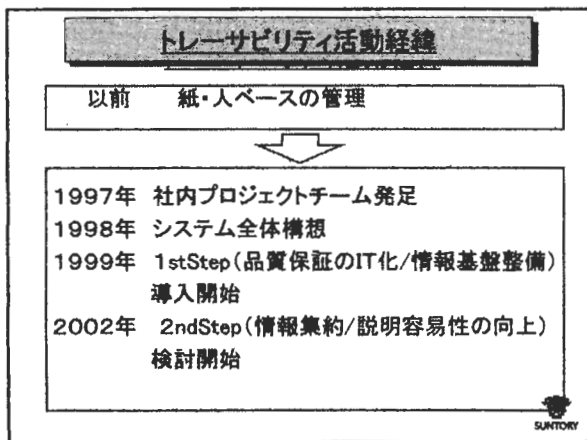 トレーサビリティ活動経緯
以前　紙・人ベースの管理
1997年 社内プロジェクトチーム発足
1998年 システム全体構想
1999年 1stStep(品質保証のIT化/情報基盤整備)
導入開始
2002年 2ndStep(情報集約/説明容易性の向上)
検討開始
SUNTORY